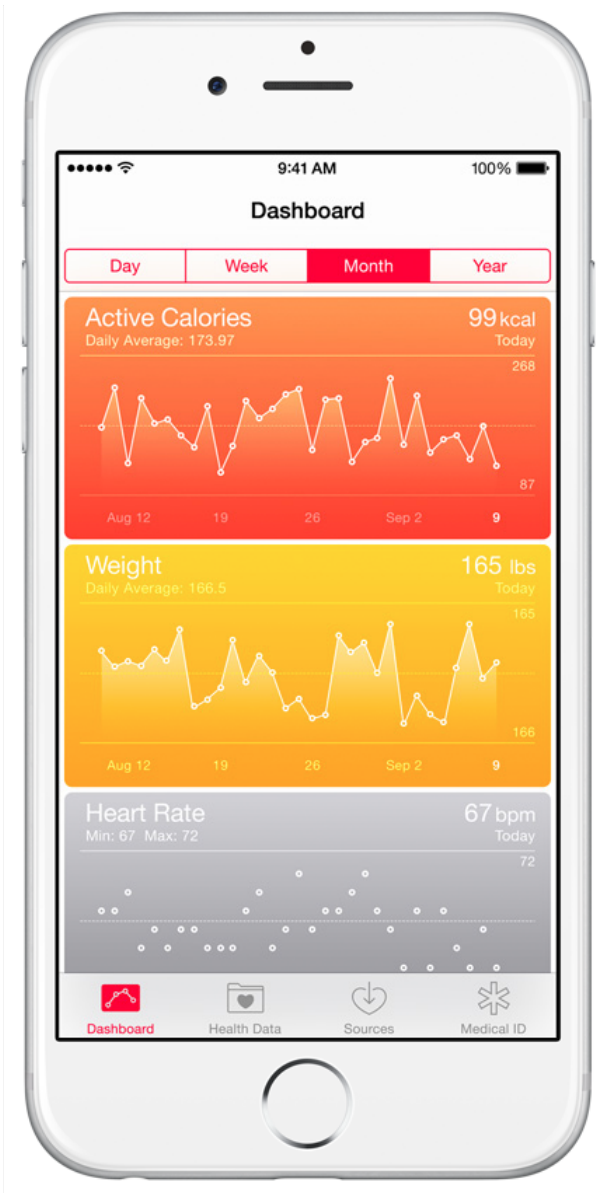 9:41 AM
100%
Dashboard
Day Week Month Year
Active Calories 99 kcal
Daily Average: 173.97 Today
268
87
Aug 12 19 26 Sep 2 9
Weight 165 lbs
Daily Average: 166.5 Today
165
166
Aug 12 19 26 Sep 2 9
Heart Rate 67 bpm
Min: 67 Max: 72 Today
72
Dashboard Health Data Sources Medical ID